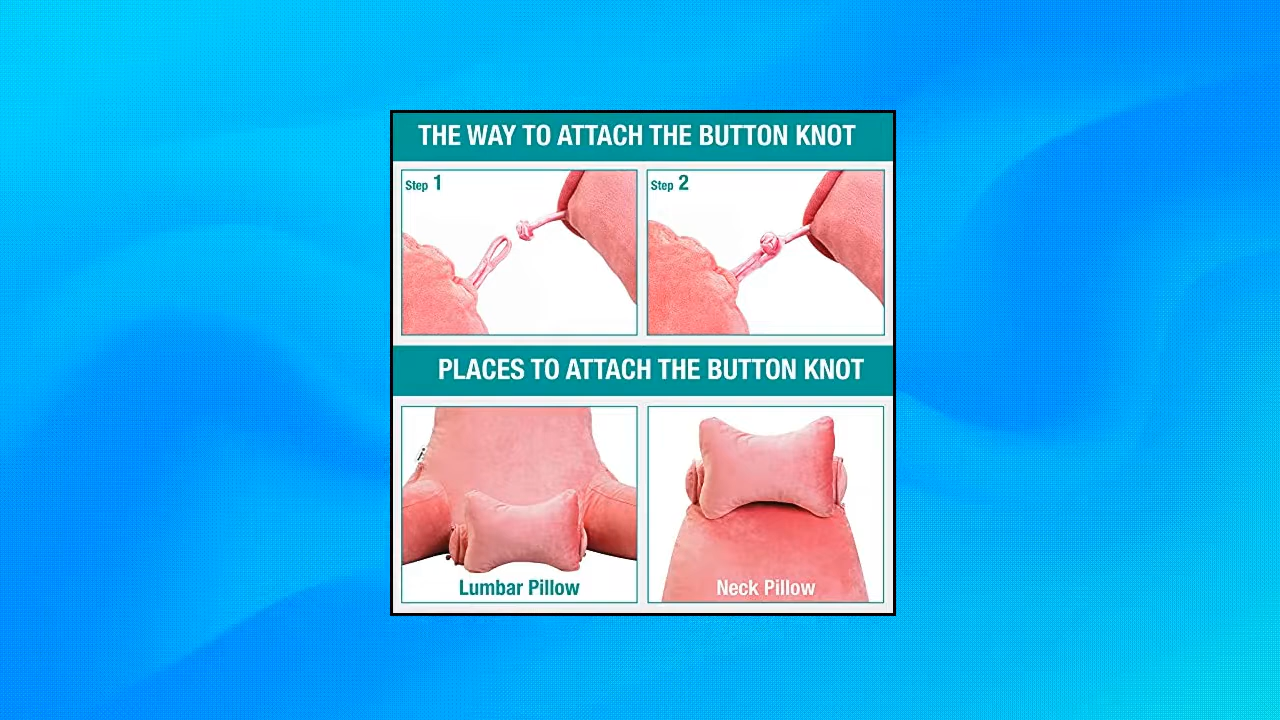 THE WAY TO ATTACH THE BUTTON KNOT
Step 1
Step 2
PLACES TO ATTACH THE BUTTON KNOT
Lumbar Pillow
Neck Pillow